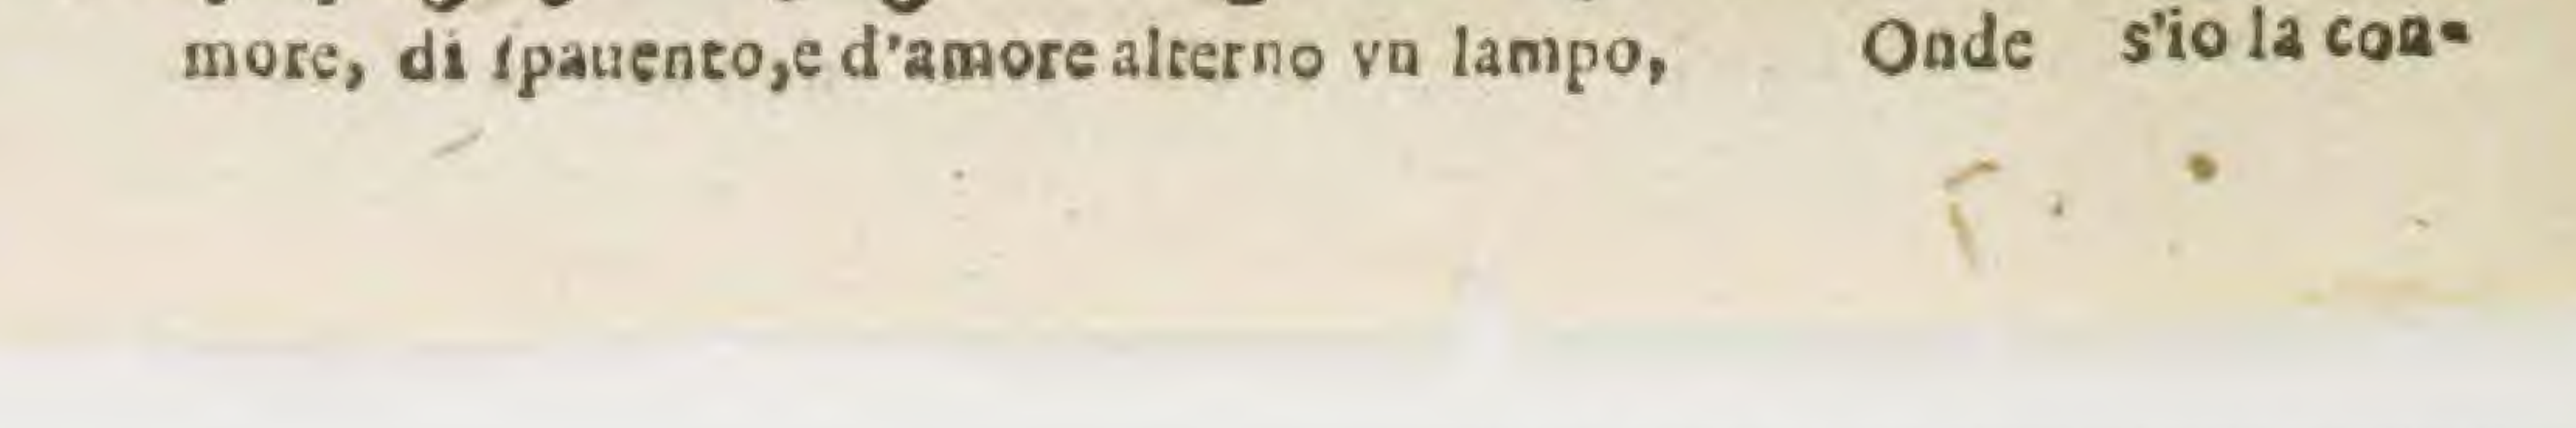 more, di ſpauento,e d'amore alterno vn lampo, Onde s'io la con-